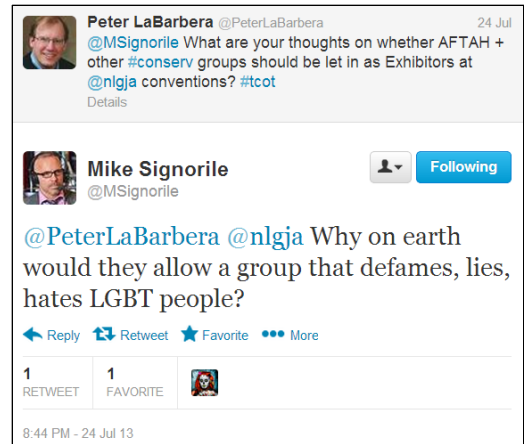 Peter LaBarbera @PeterLaBarbera 24 Jul
@MSignorile What are your thoughts on whether AFTAH +
other #conserv groups should be let in as Exhibitors at
@nlgja conventions? #tcot
Details
Mike Signorile
@MSignorile
Following
@PeterLaBarbera @nlgja Why on earth
would they allow a group that defames, lies,
hates LGBT people?
Reply Retweet Favorite More
1 1
RETWEET FAVORITE
8:44 PM - 24 Jul 13